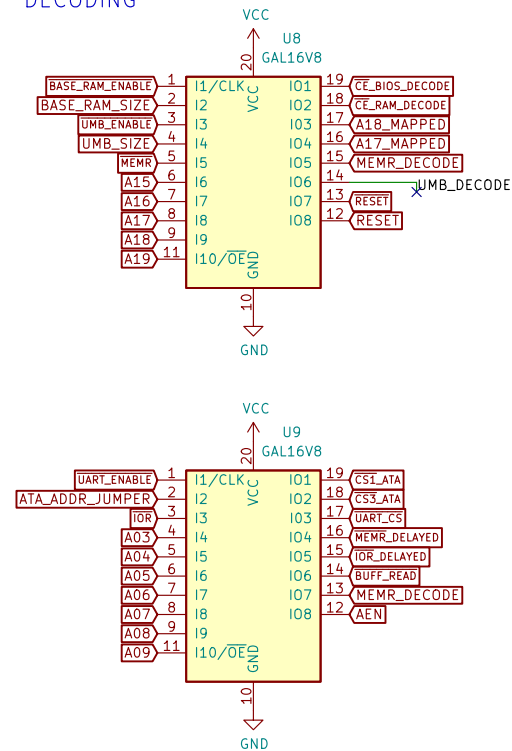 DECODING
VCC
U8
GAL16V8
20
BASE_RAM_ENABLE 1 I1/CLK VCC IO1 19 CE_BIOS_DECODE
BASE_RAM_SIZE 2 I2 IO2 18 CE_RAM_DECODE
UMB_ENABLE 3 I3 IO3 17 A18_MAPPED
UMB_SIZE 4 I4 IO4 16 A17_MAPPED
MEMR 5 I5 IO5 15 MEMR_DECODE
A15 6 I6 IO6 14 UMB_DECODE
A16 7 I7 IO7 13 RESET
A17 8 I8 IO8 12 RESET
A18 9 I9
A19 11 I10/OE GND
10
GND
VCC
U9
GAL16V8
20
UART_ENABLE 1 I1/CLK VCC IO1 19 CS1_ATA
ATA_ADDR_JUMPER 2 I2 IO2 18 CS3_ATA
IOR 3 I3 IO3 17 UART_CS
A03 4 I4 IO4 16 MEMR_DELAYED
A04 5 I5 IO5 15 IOR_DELAYED
A05 6 I6 IO6 14 BUFF_READ
A06 7 I7 IO7 13 MEMR_DECODE
A07 8 I8 IO8 12 AEN
A08 9 I9
A09 11 I10/OE GND
10
GND